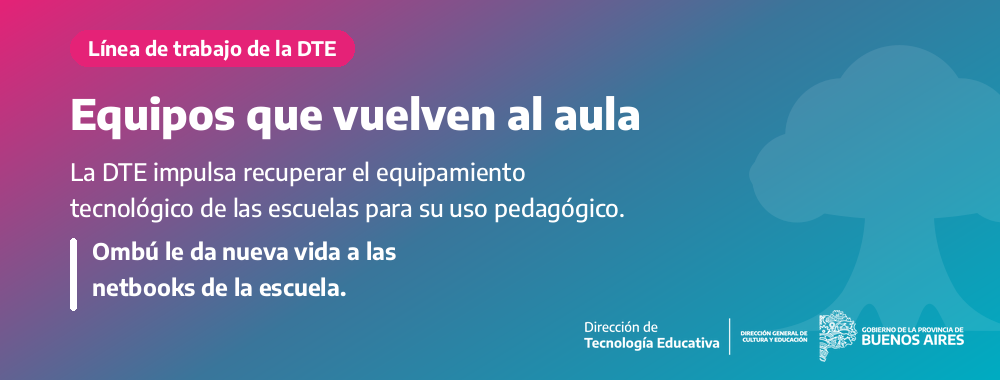 Línea de trabajo de la DTE
Equipos que vuelven al aula
La DTE impulsa recuperar el equipamiento
tecnológico de las escuelas para su uso pedagógico.
Ombú le da nueva vida a las
netbooks de la escuela.
Dirección de
Tecnología Educativa
DIRECCIÓN GENERAL DE
CULTURA Y EDUCACIÓN
GOBIERNO DE LA PROVINCIA DE
BUENOS AIRES